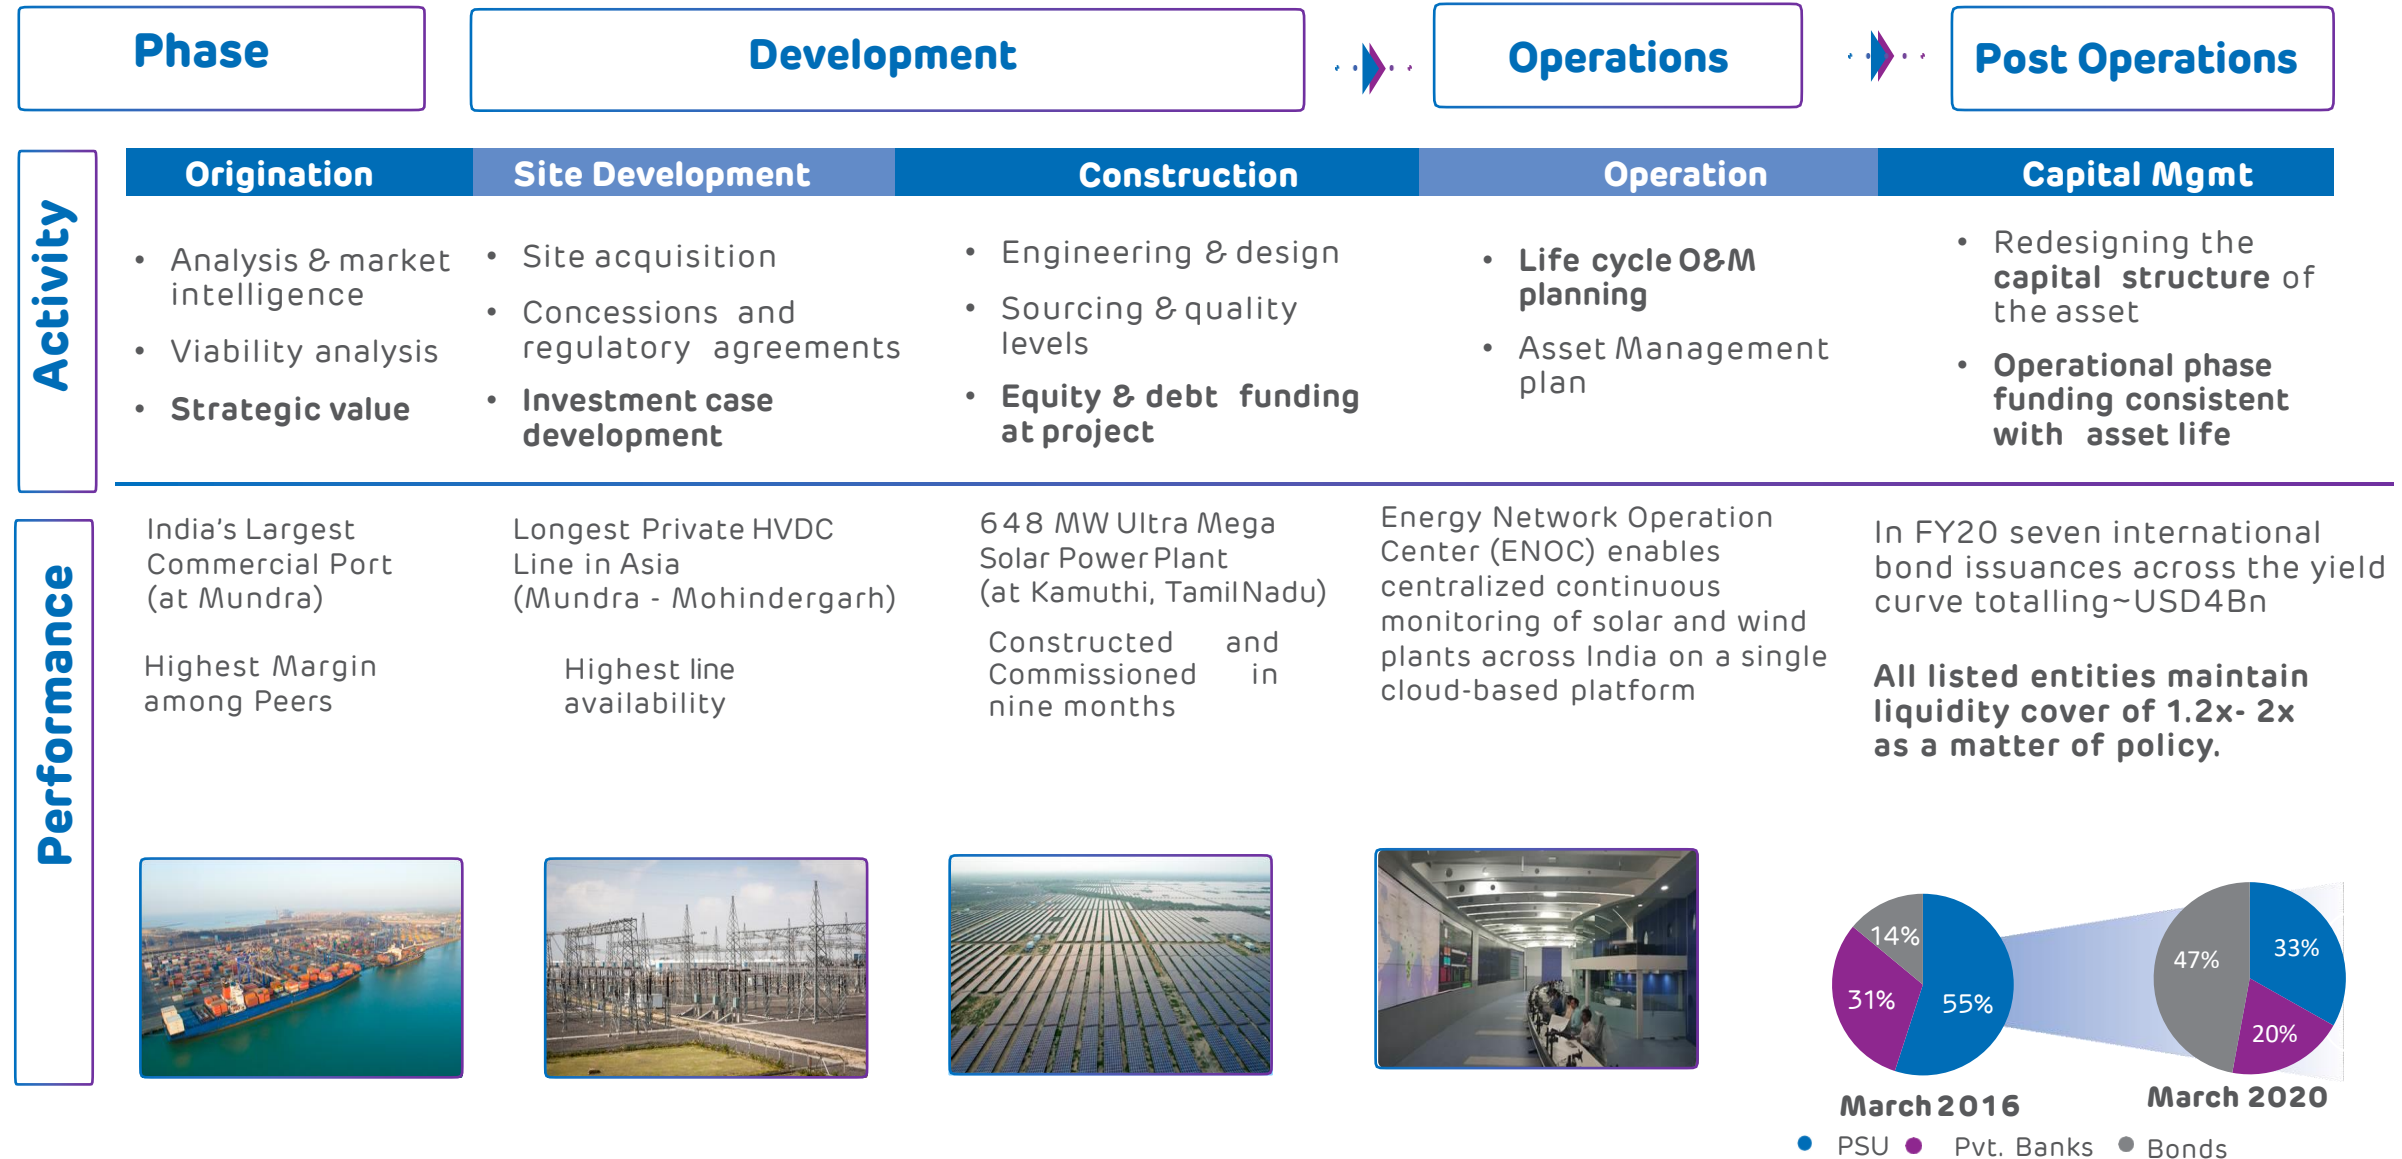 Phase
Development
Operations
Post Operations
Activity
Origination
Site Development
Construction
Operation
Capital Mgmt
• Analysis & market
intelligence
• Viability analysis
• Strategic value
• Site acquisition
• Concessions and
regulatory agreements
• Investment case
development
• Engineering & design
• Sourcing & quality
levels
• Equity & debt funding
at project
• Life cycle O&M
planning
• Asset Management
plan
• Redesigning the
capital structure of
the asset
• Operational phase
funding consistent
with asset life
Performance
India's Largest
Commercial Port
(at Mundra)
Highest Margin
among Peers
Longest Private HVDC
Line in Asia
(Mundra - Mohindergarh)
Highest line
availability
648 MW Ultra Mega
Solar Power Plant
(at Kamuthi, TamilNadu)
Constructed and
Commissioned in
nine months
Energy Network Operation
Center (ENOC) enables
centralized continuous
monitoring of solar and wind
plants across India on a single
cloud-based platform
In FY20 seven international
bond issuances across the yield
curve totalling~USD4Bn
All listed entities maintain
liquidity cover of 1.2x- 2x
as a matter of policy.
14%
31%
55%
March 2016
47%
33%
20%
March 2020
PSU
Pvt. Banks
Bonds